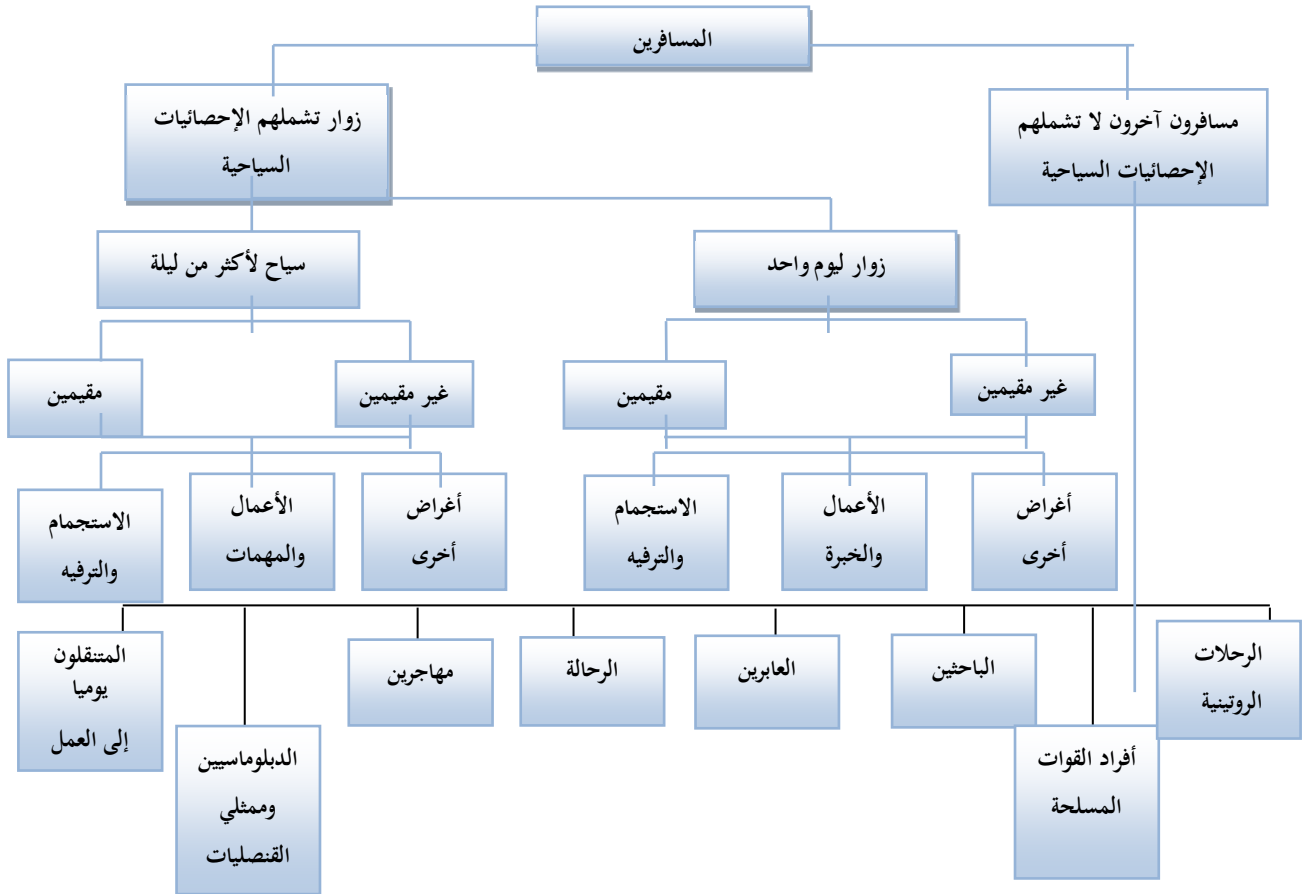 المسافرين
زوار تشملهم الإحصائيات
السياحية
مسافرون آخرون لا تشملهم
الإحصائيات السياحية
سياح لأكثر من ليلة
زوار ليوم واحد
مقيمين
غير مقيمين
مقيمين
غير مقيمين
الاستجمام
والترفيه
الأعمال
والمهمات
أغراض
أخرى
الاستجمام
والترفيه
الأعمال
والخبرة
أغراض
أخرى
المتنقلون
يوميا
إلى العمل
الدبلوماسيين
وممثلي
القنصليات
مهاجرين
الرحالة
العابرين
الباحثين
أفراد القوات
المسلحة
الرحلات
الروتينية